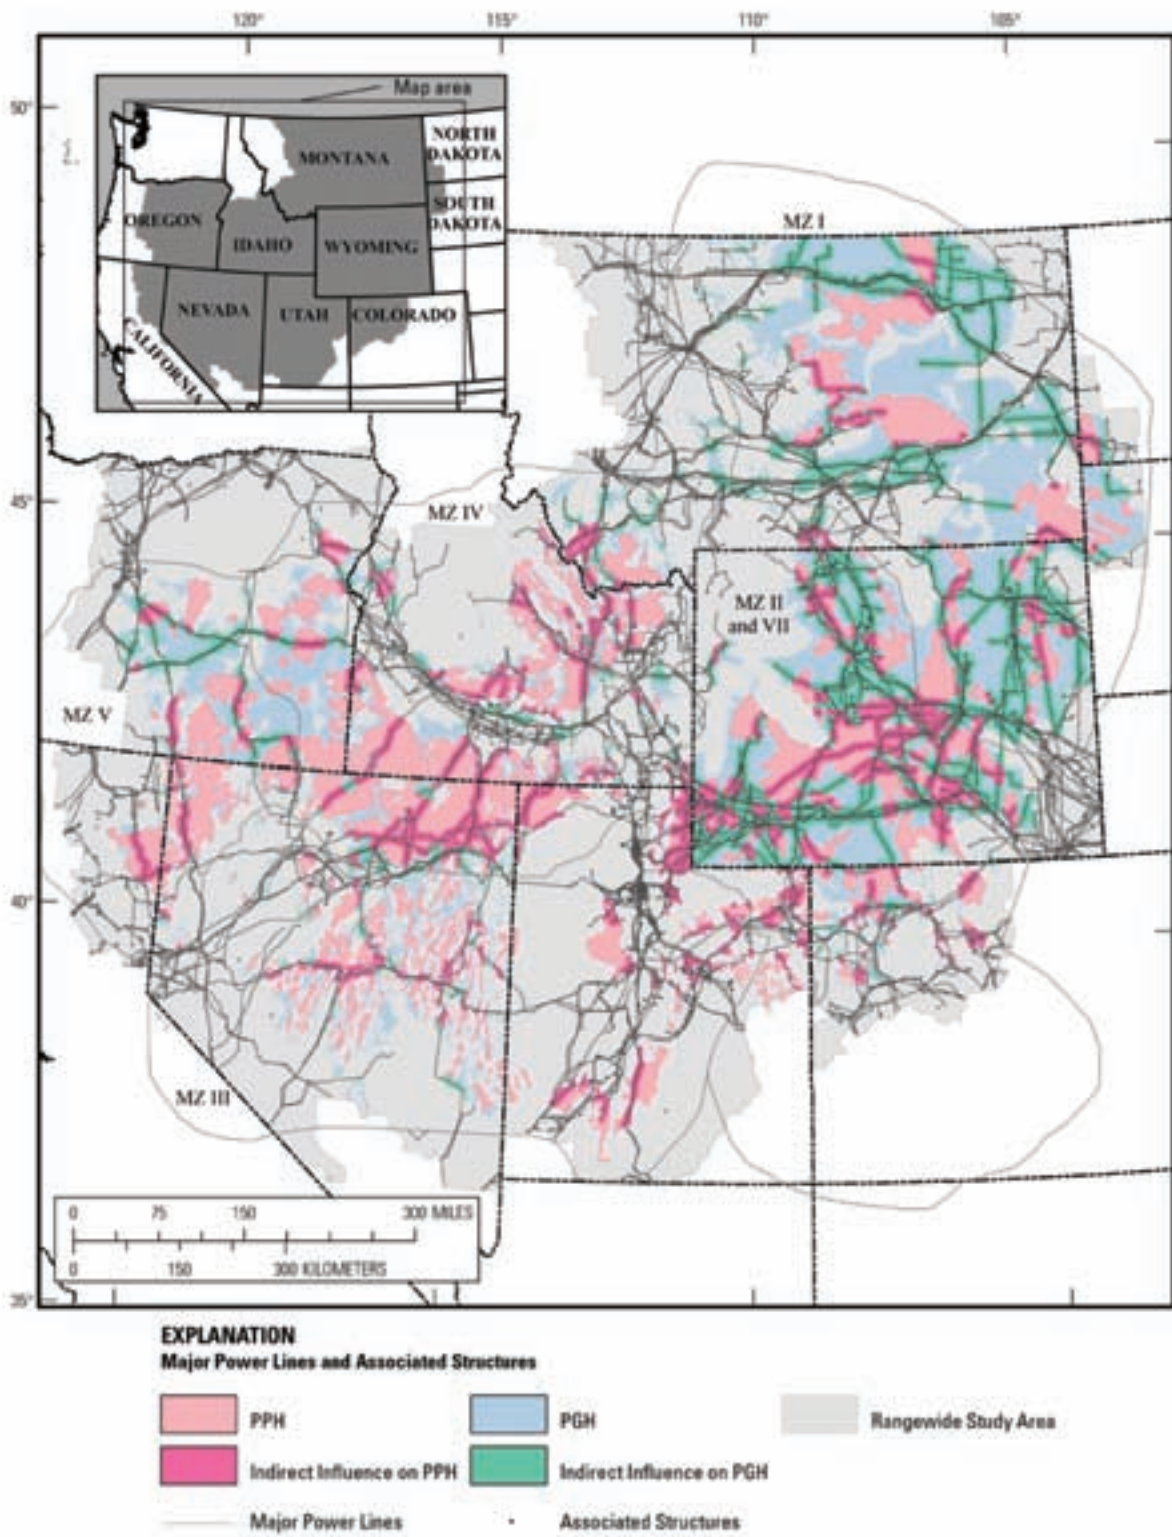 120° 115° 110° 105°
50°
45°
40°
35°
Map area
NORTH
DAKOTA
MONTANA
SOUTH
DAKOTA
OREGON
IDAHO
WYOMING
NEVADA
UTAH
COLORADO
CALIFORNIA
MZ I
MZ IV
MZ II
and VII
MZ V
MZ III
0 75 150 300 MILES
0 150 300 KILOMETERS
EXPLANATION
Major Power Lines and Associated Structures
PPH PGH Rangewide Study Area
Indirect Influence on PPH Indirect Influence on PGH
Major Power Lines Associated Structures